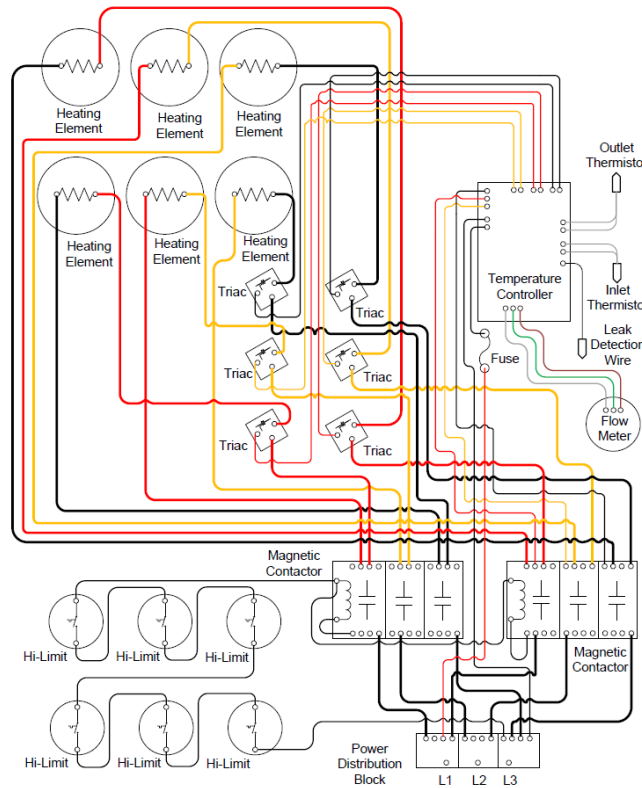 Heating
Element
Heating
Element
Heating
Element
Heating
Element
Heating
Element
Heating
Element
Outlet
Thermisto
Temperature
Controller
Inlet
Thermisto
Leak
Detection
Wire
Fuse
Flow
Meter
Triac
Triac
Triac
Triac
Triac
Triac
Magnetic
Contactor
Magnetic
Contactor
Hi-Limit
Hi-Limit
Hi-Limit
Hi-Limit
Hi-Limit
Hi-Limit
Power
Distribution
Block
L1
L2
L3